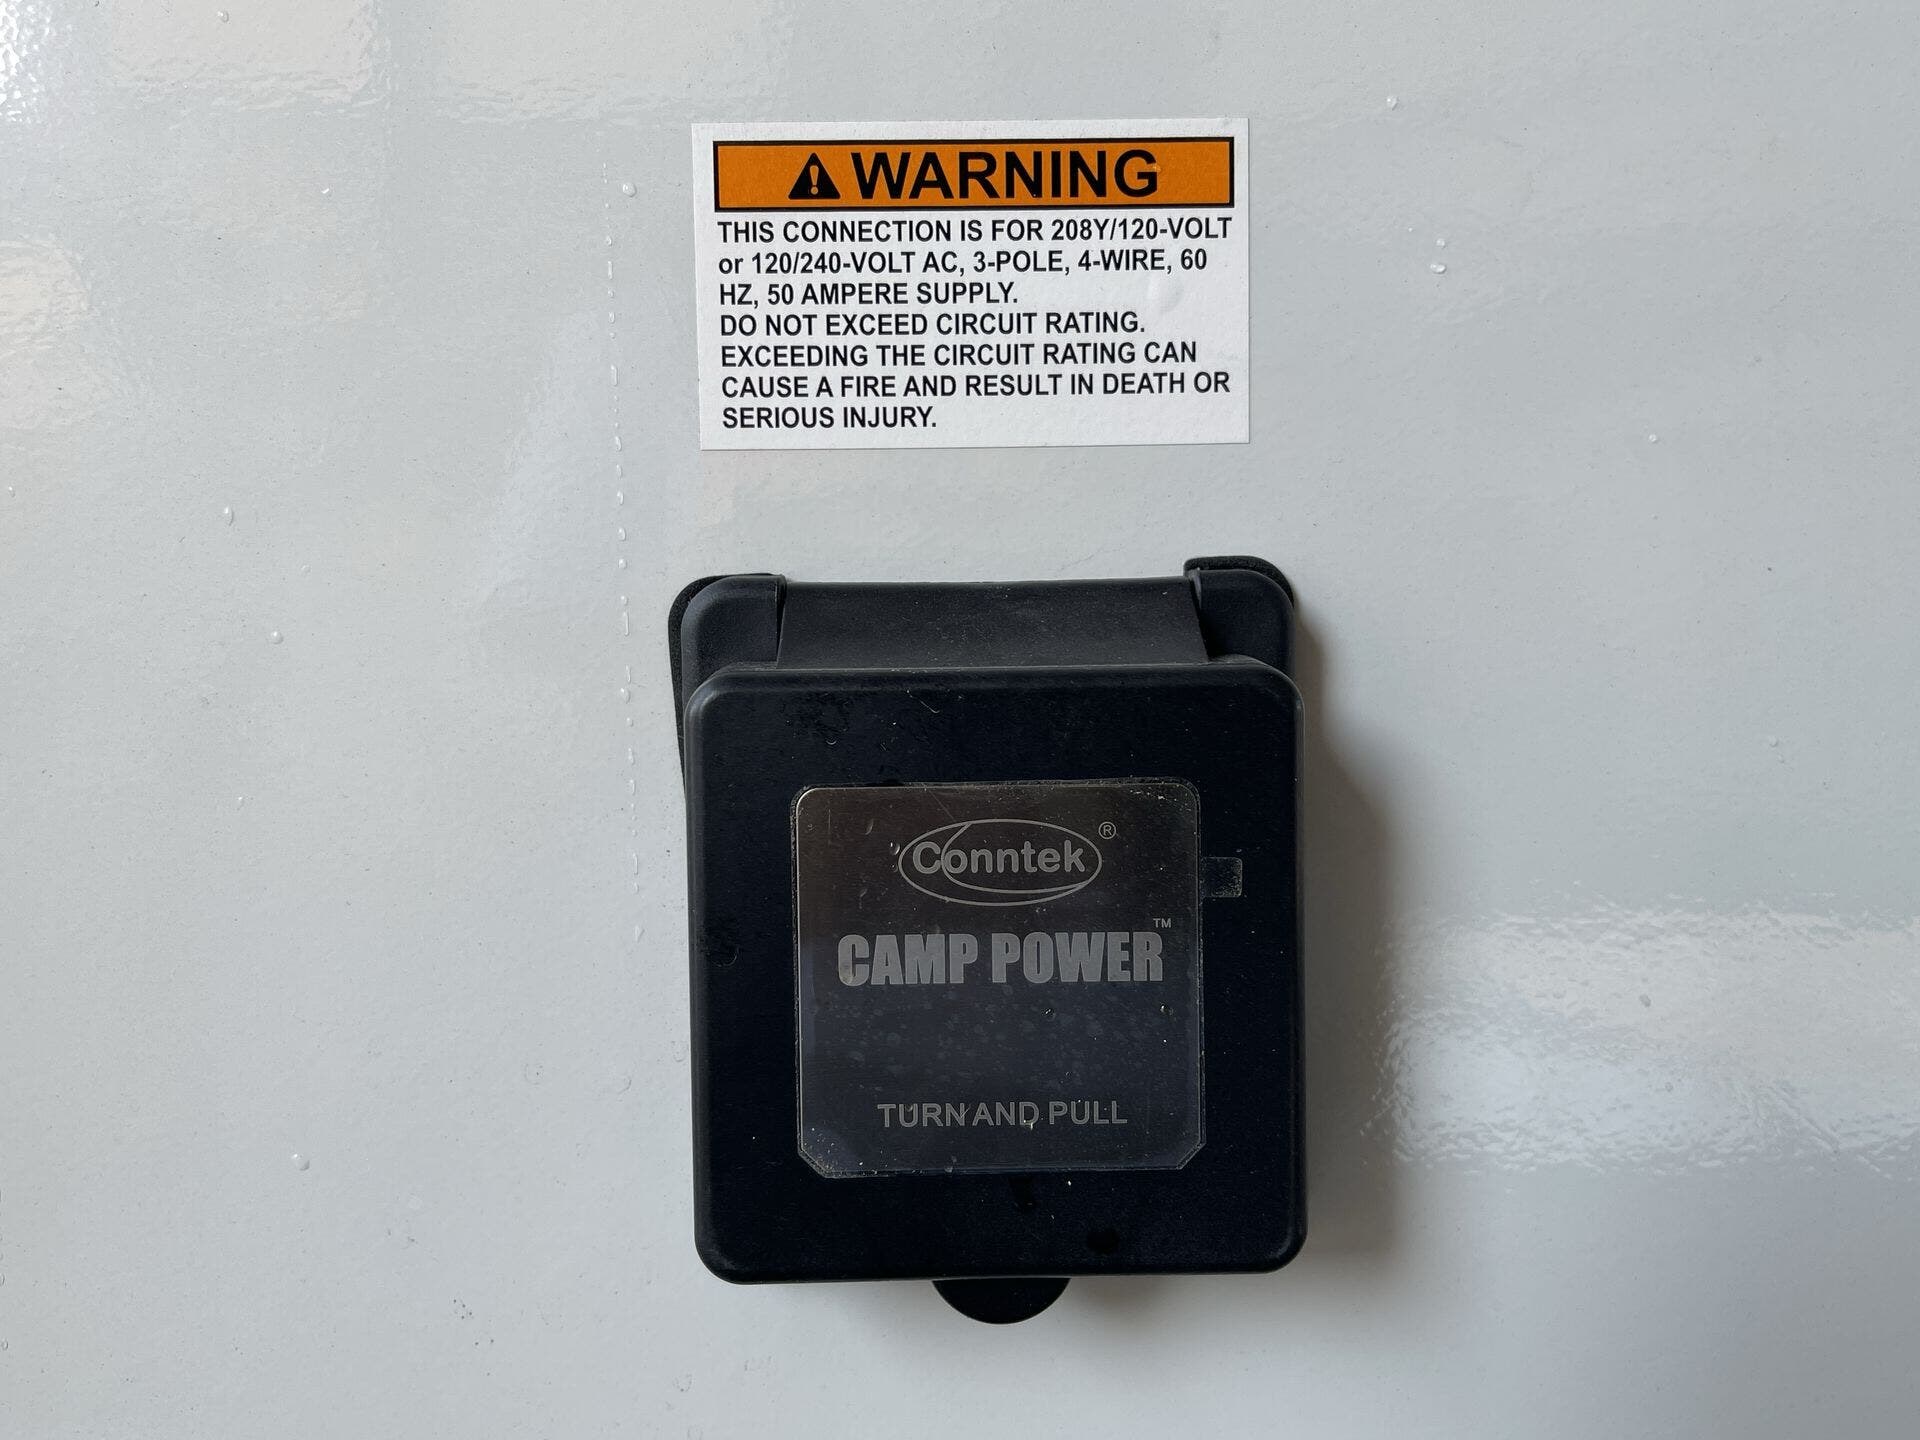 WARNING
THIS CONNECTION IS FOR 208Y/120-VOLT
or 120/240-VOLT AC, 3-POLE, 4-WIRE, 60
HZ, 50 AMPERE SUPPLY.
DO NOT EXCEED CIRCUIT RATING.
EXCEEDING THE CIRCUIT RATING CAN
CAUSE A FIRE AND RESULT IN DEATH OR
SERIOUS INJURY.
Conntek®
CAMP POWER™
TURN AND PULL